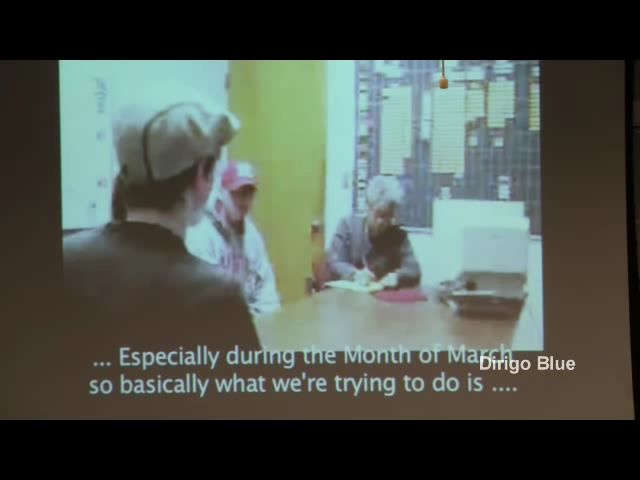 ... Especially during the Month of March
so basically what we're trying to do is ....
Dirigo Blue